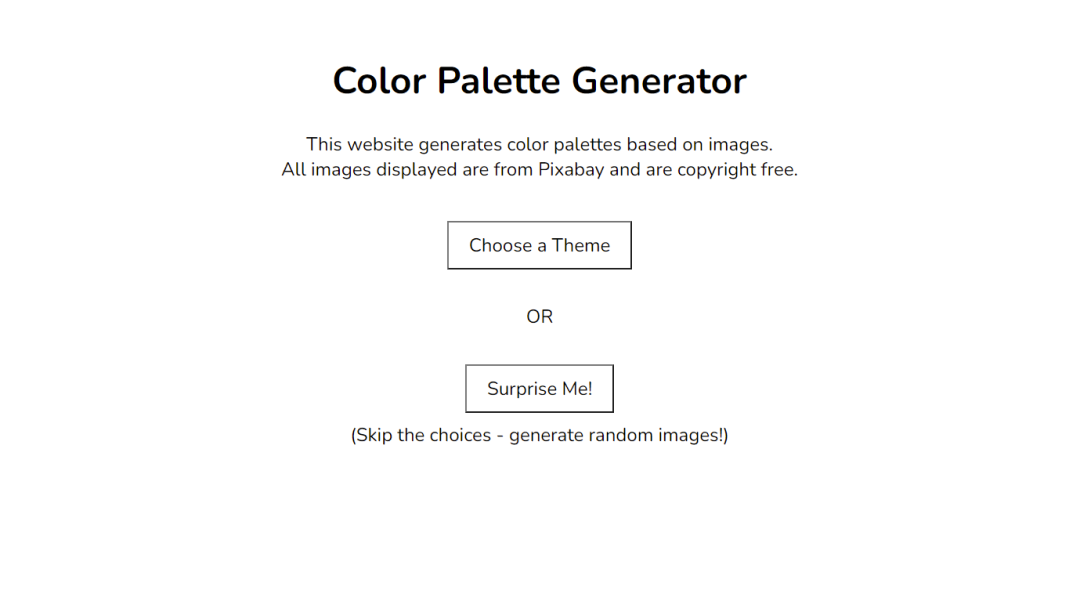 Color Palette Generator
This website generates color palettes based on images.
All images displayed are from Pixabay and are copyright free.
Choose a Theme
OR
Surprise Me!
(Skip the choices - generate random images!)